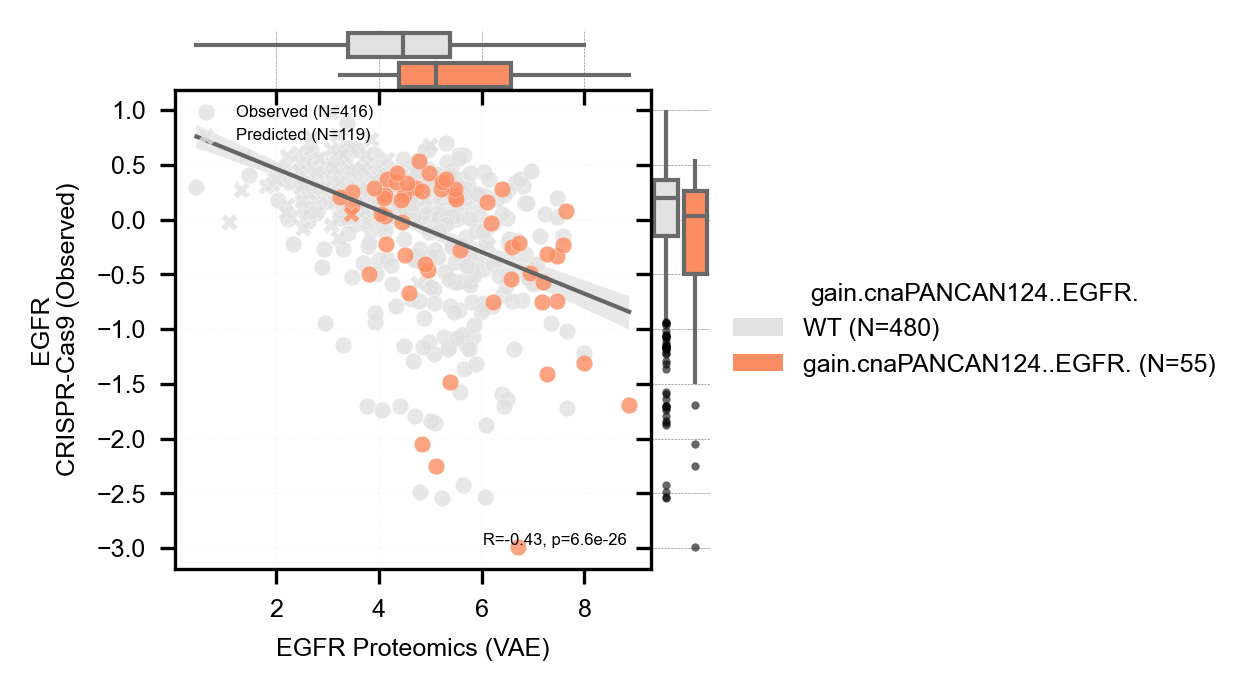 1.0
0.5
0.0
−0.5
−1.0
−1.5
−2.0
−2.5
−3.0
EGFR
CRISPR-Cas9 (Observed)
Observed (N=416)
Predicted (N=119)
R=-0.43, p=6.6e-26
2 4 6 8
EGFR Proteomics (VAE)
gain.cnaPANCAN124..EGFR.
WT (N=480)
gain.cnaPANCAN124..EGFR. (N=55)